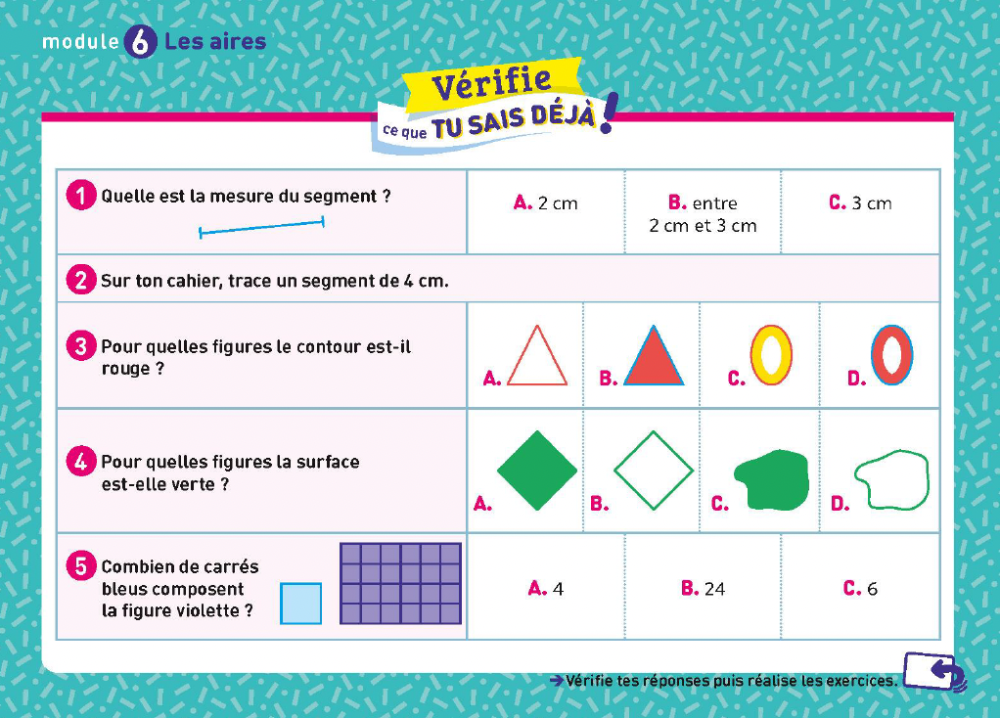 module 6 Les aires
Vérifie
ce que TU SAIS DÉJÀ !
1 Quelle est la mesure du segment ?
A. 2 cm
B. entre
2 cm et 3 cm
C. 3 cm
2 Sur ton cahier, trace un segment de 4 cm.
3 Pour quelles figures le contour est-il
rouge ?
A.
B.
C.
D.
4 Pour quelles figures la surface
est-elle verte ?
A.
B.
C.
D.
5 Combien de carrés
bleus composent
la figure violette ?
A. 4
B. 24
C. 6
➔ Vérifie tes réponses puis réalise les exercices.